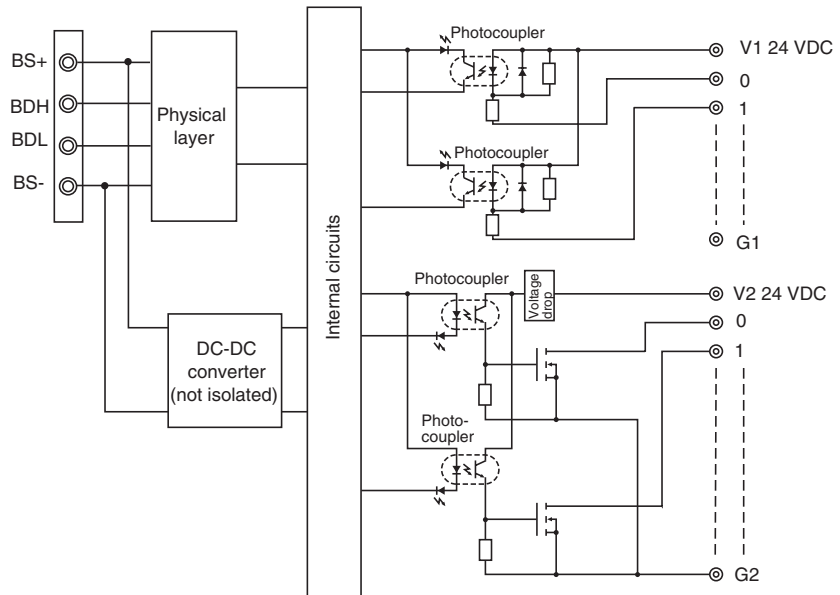 BS+
BDH
BDL
BS-
Physical
layer
DC-DC
converter
(not isolated)
Internal circuits
Photocoupler
V1 24 VDC
0
1
Photocoupler
G1
Photocoupler
Voltage
drop
V2 24 VDC
0
1
Photo-
coupler
G2